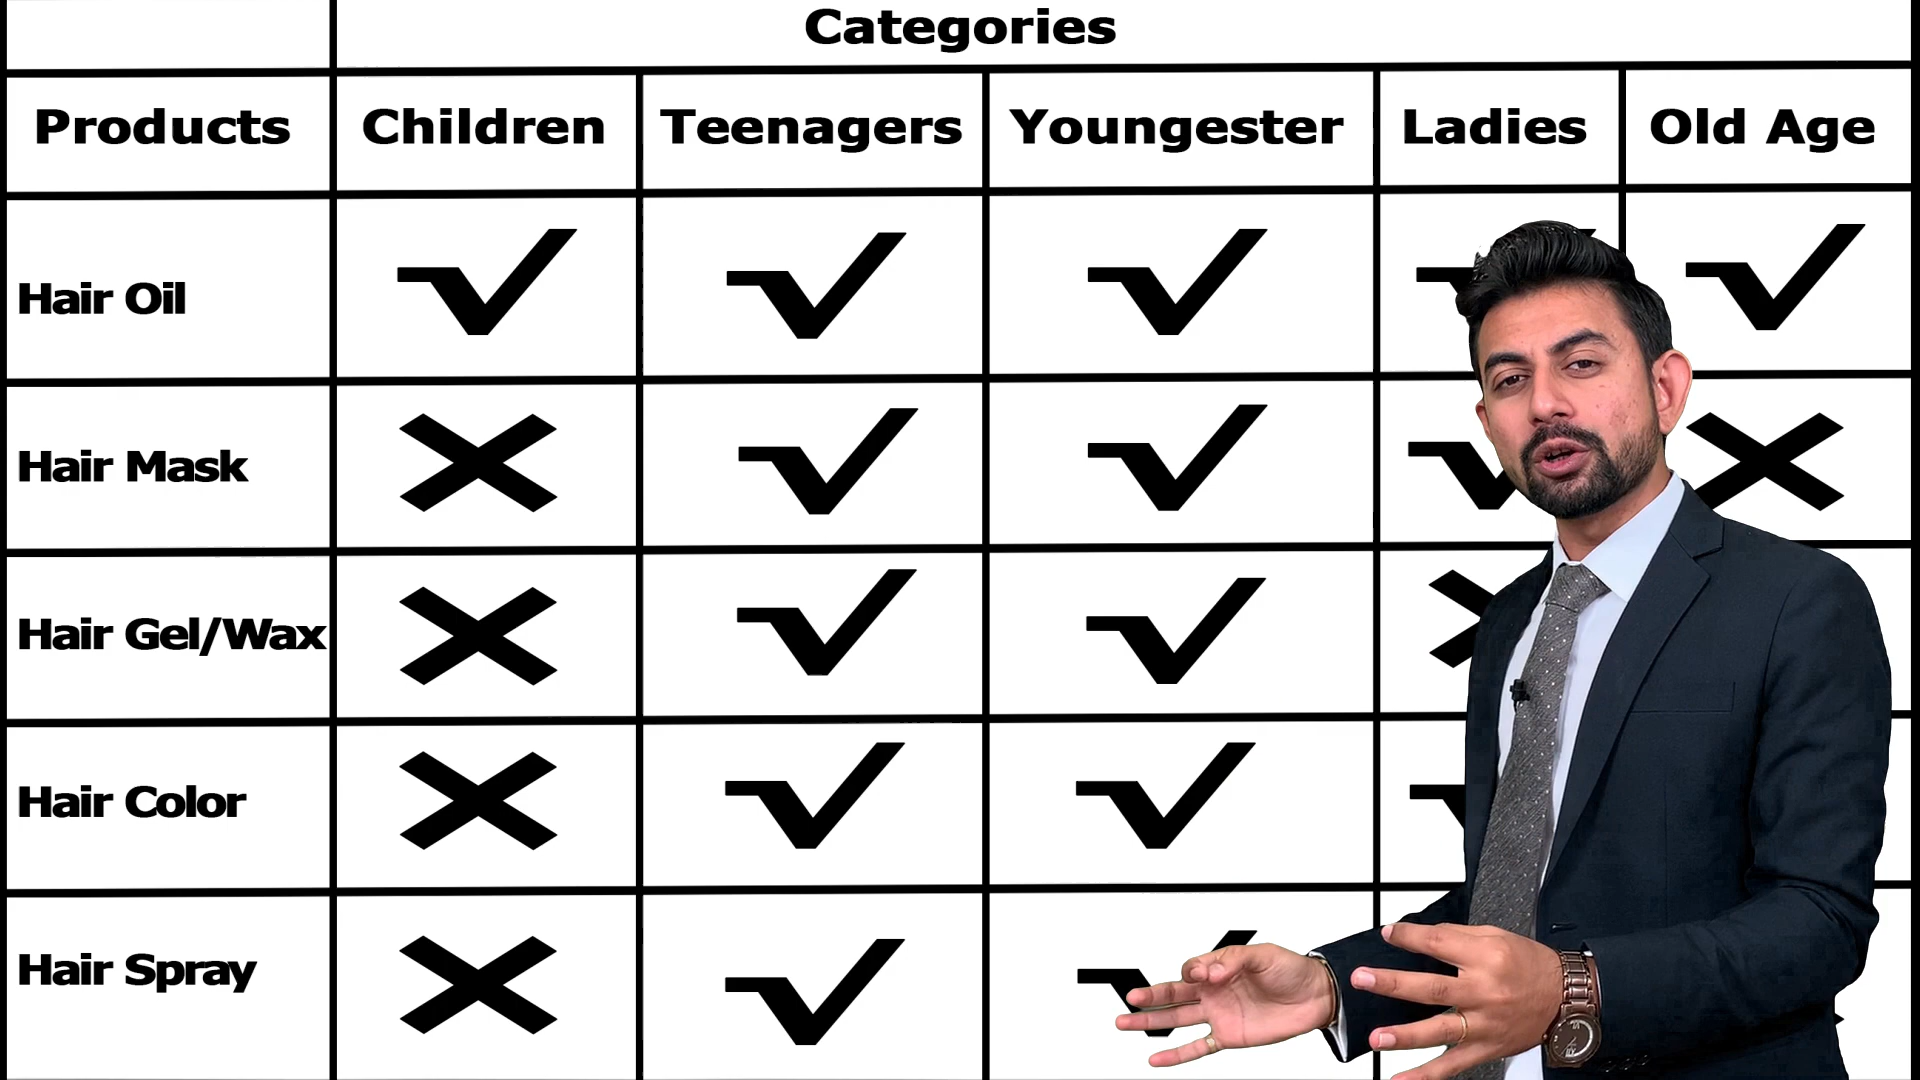 Categories
Products Children Teenagers Youngester Ladies Old Age
Hair Oil
Hair Mask
Hair Gel/Wax
Hair Color
Hair Spray